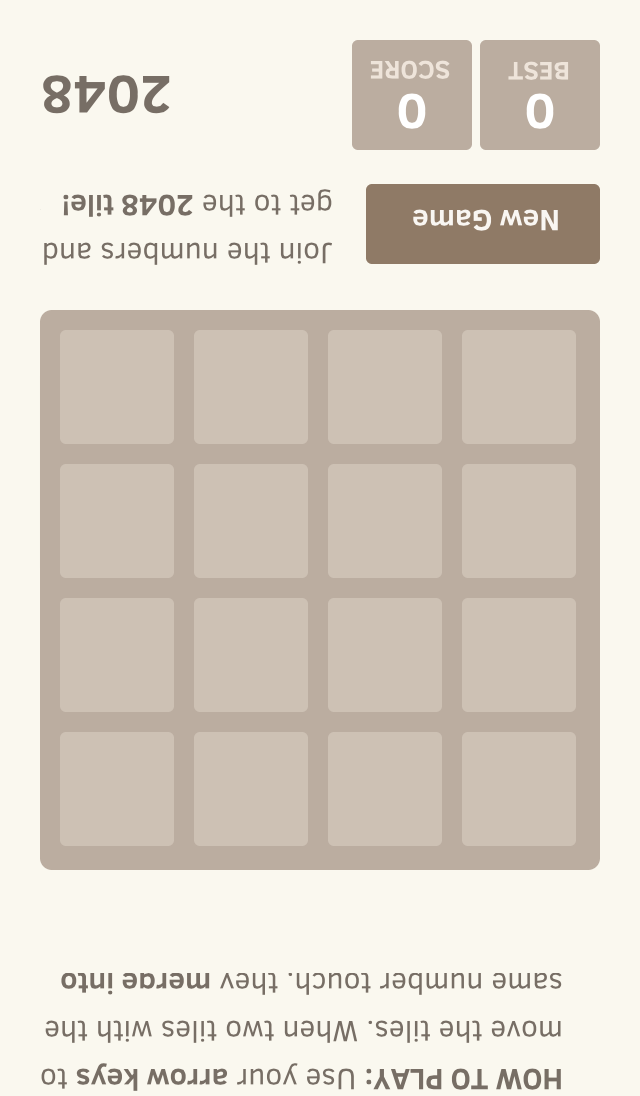 HOW TO PLAY: Use your arrow keys to
move the tiles. When two tiles with the
same number touch, they merge into
New Game
Join the numbers and
get to the 2048 tile!
0
BEST
0
SCORE
2048